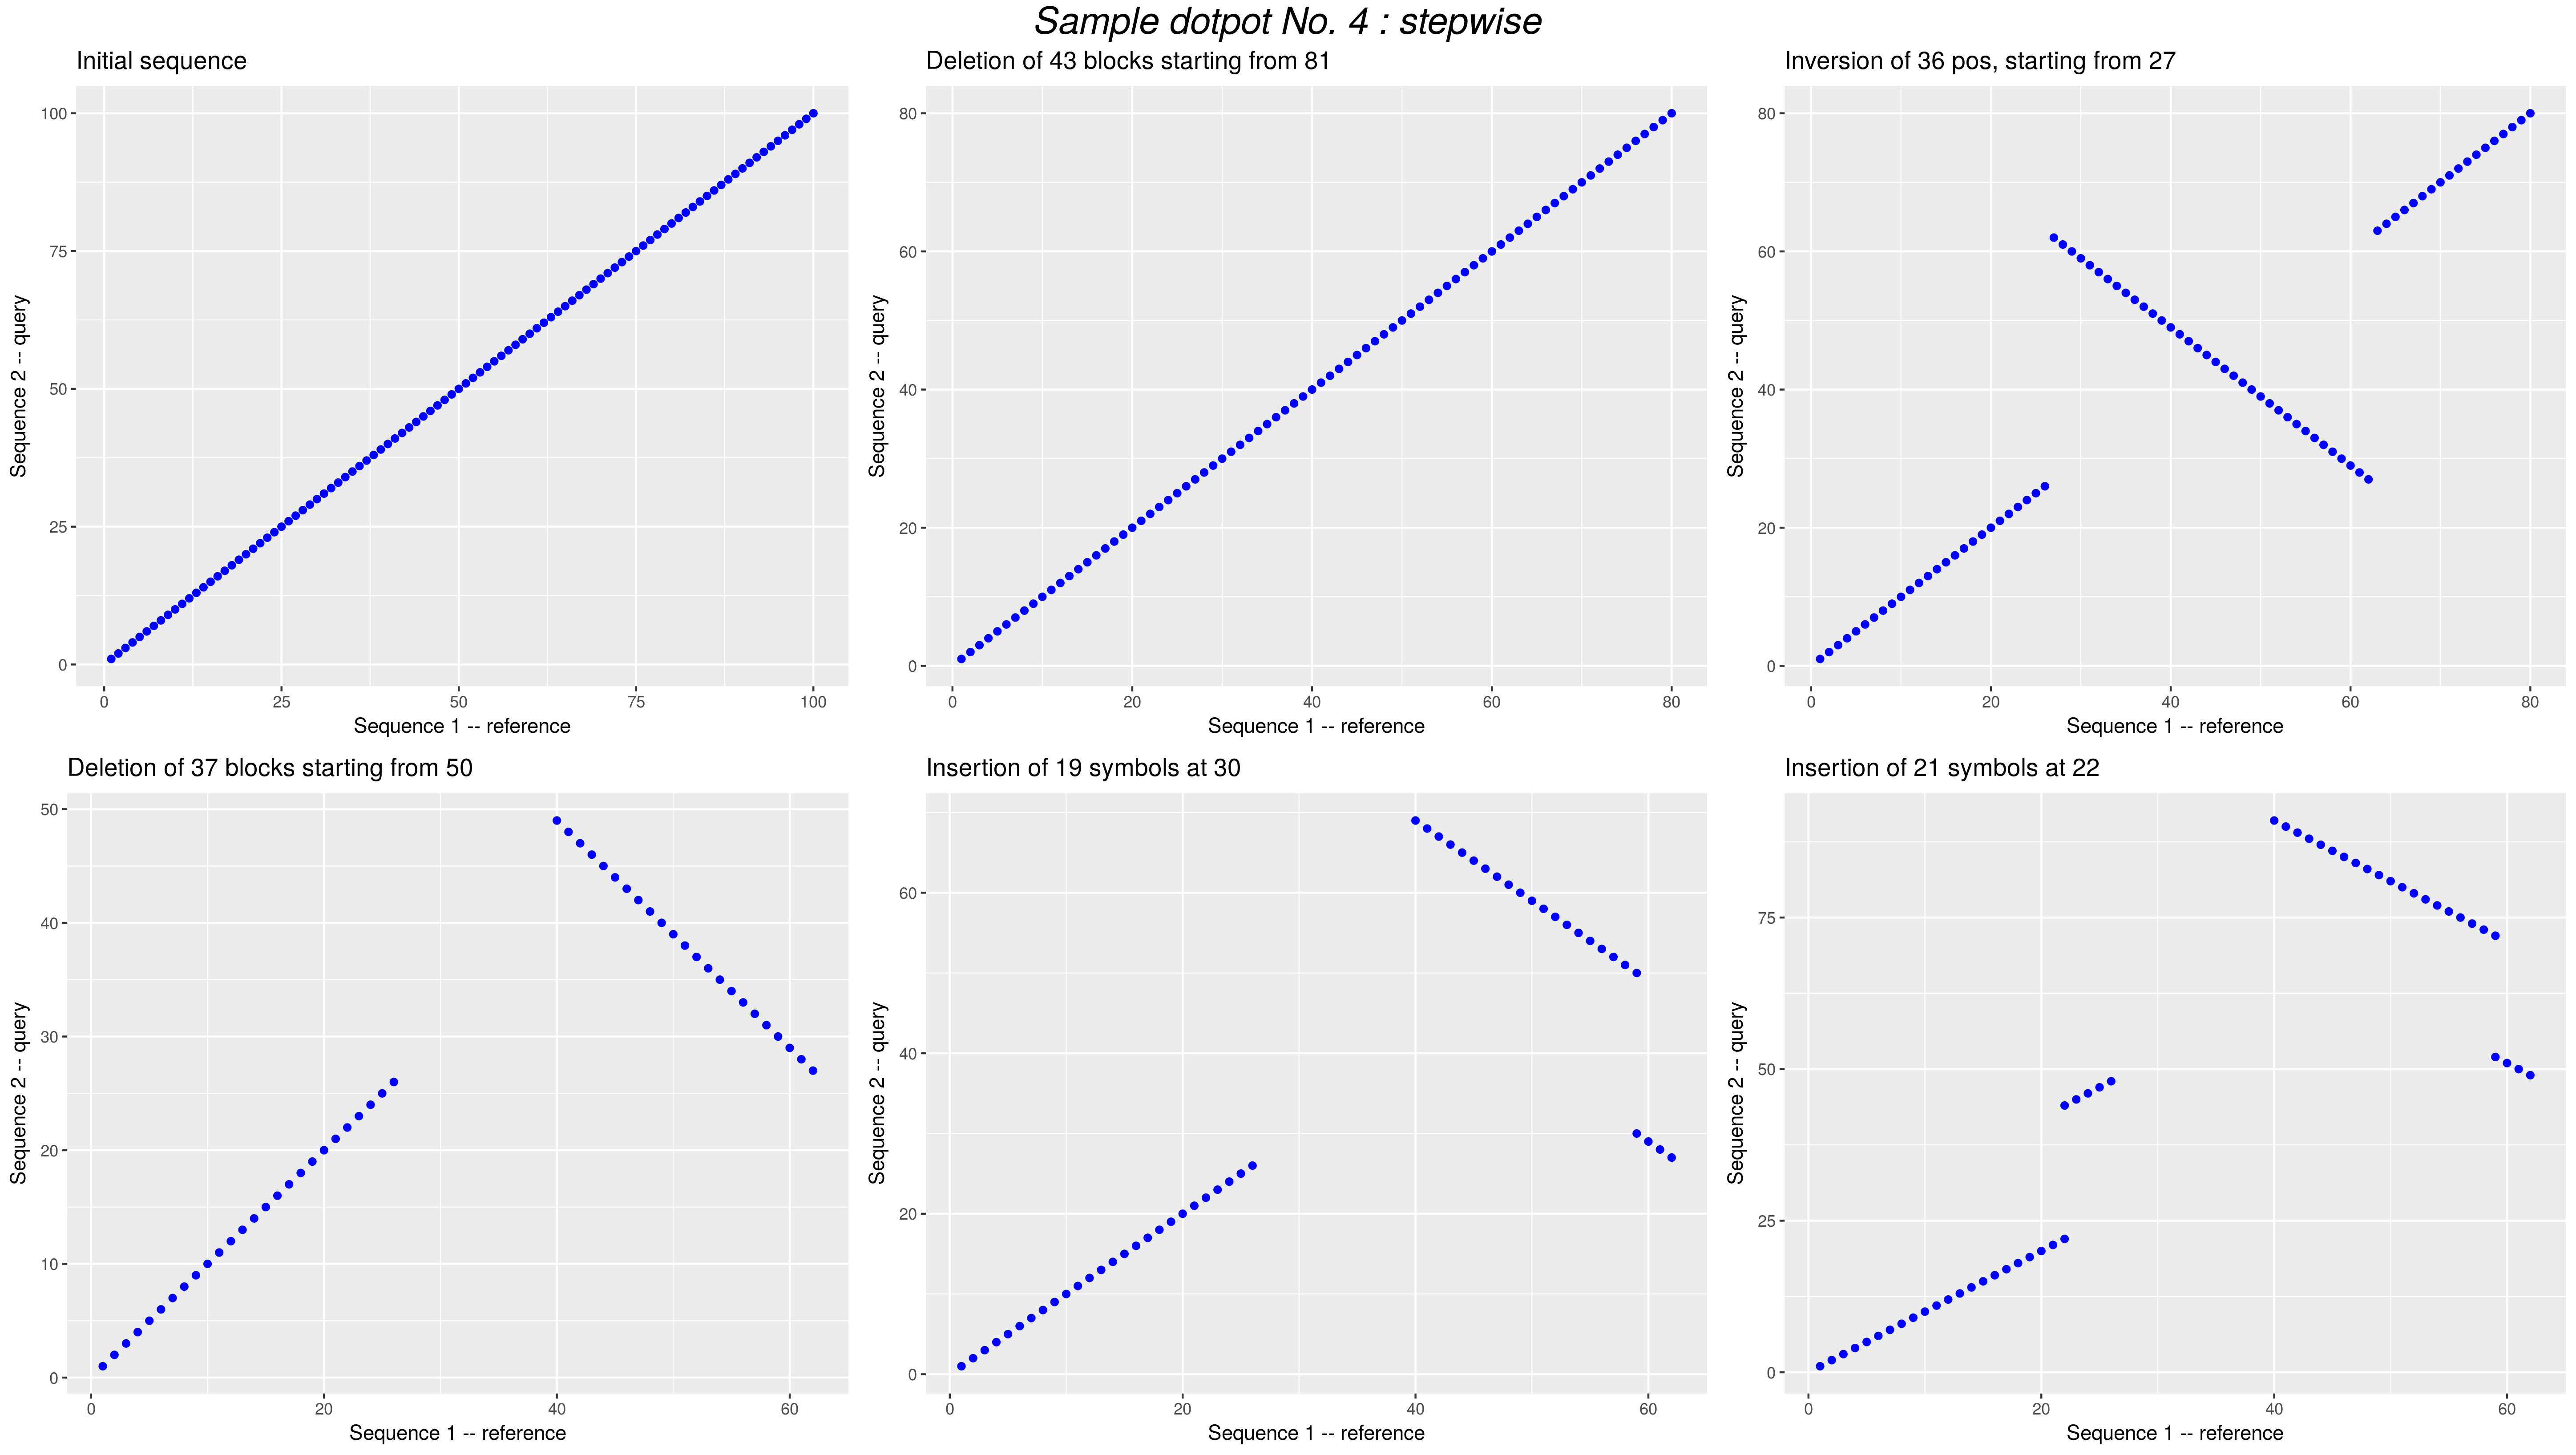 Sample dotpot No. 4 : stepwise
Initial sequence
100
75
50
25
0
Sequence 2 -- query
0 25 50 75 100
Sequence 1 -- reference
Deletion of 43 blocks starting from 81
80
60
40
20
0
Sequence 2 -- query
0 20 40 60 80
Sequence 1 -- reference
Inversion of 36 pos, starting from 27
80
60
40
20
0
Sequence 2 -- query
0 20 40 60 80
Sequence 1 -- reference
Deletion of 37 blocks starting from 50
50
40
30
20
10
0
Sequence 2 -- query
0 20 40 60
Sequence 1 -- reference
Insertion of 19 symbols at 30
60
40
20
0
Sequence 2 -- query
0 20 40 60
Sequence 1 -- reference
Insertion of 21 symbols at 22
75
50
25
0
Sequence 2 -- query
0 20 40 60
Sequence 1 -- reference